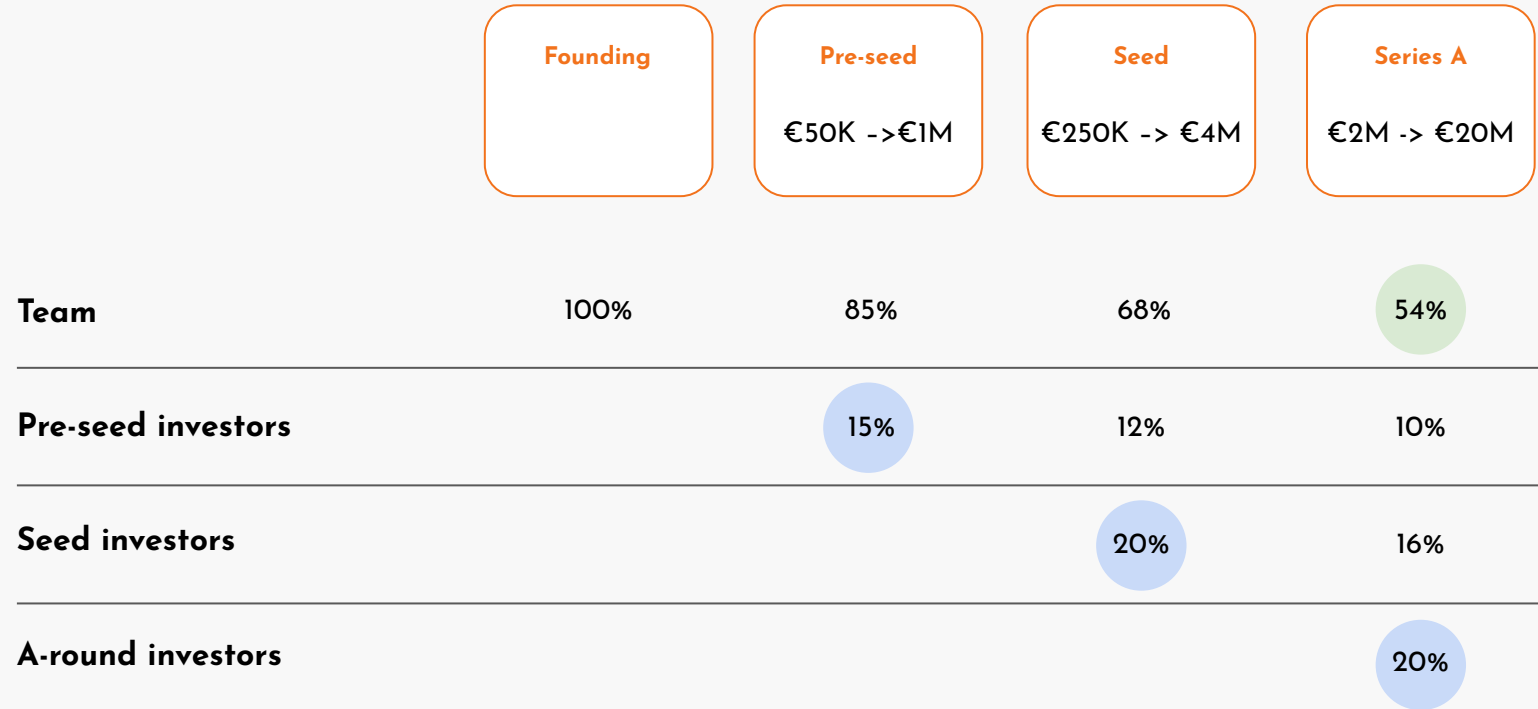 Founding
Pre-seed
Seed
Series A
€50K –>€1M
€250K –> €4M
€2M -> €20M
Team
100%
85%
68%
54%
Pre-seed investors
15%
12%
10%
Seed investors
20%
16%
A-round investors
20%